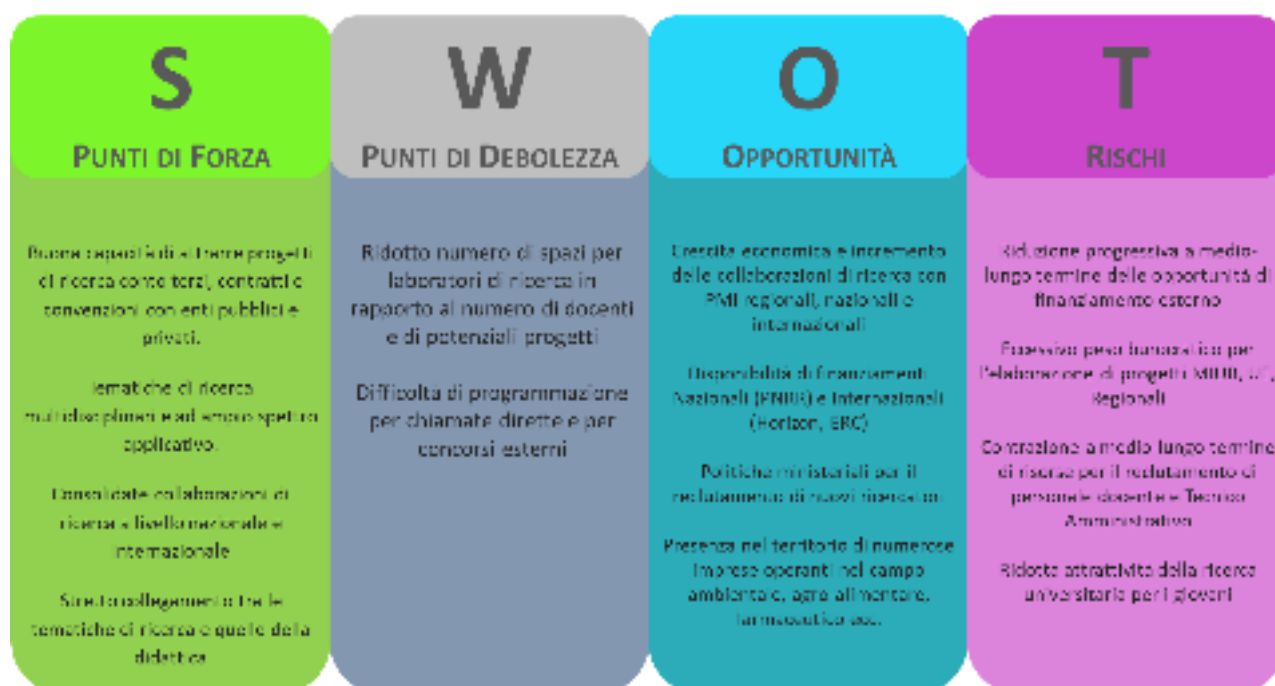 S
PUNTI DI FORZA
Buona capacità di attrarre progetti
di ricerca conto terzi, contratti e
convenzioni con enti pubblici e
privati.
Tematiche di ricerca
multidisciplinari e ad ampio spettro
applicativo.
Consolidate collaborazioni di
ricerca a livello nazionale e
internazionale
Stretto collegamento tra le
tematiche di ricerca e quelle della
didattica
W
PUNTI DI DEBOLEZZA
Ridotto numero di spazi per
laboratori di ricerca in
rapporto al numero di docenti
e di potenziali progetti
Difficoltà di programmazione
per chiamate dirette e per
concorsi esterni
O
OPPORTUNITÀ
Crescita economica e incremento
delle collaborazioni di ricerca con
PMI regionali, nazionali e
internazionali
Disponibilità di finanziamenti
Nazionali (PNRR) e Internazionali
(Horizon, ERC)
Politiche ministeriali per il
reclutamento di nuovi ricercatori
Presenza nel territorio di numerose
imprese operanti nel campo
ambientale, agro-alimentare,
farmaceutico ecc.
T
RISCHI
Riduzione progressiva a medio-
lungo termine delle opportunità di
finanziamento esterno
Eccessivo peso burocratico per
l'elaborazione di progetti MIUR, UE,
Regionali
Contrazione a medio lungo termine
di risorse per il reclutamento di
personale docente e Tecnico
Amministrativo
Ridotta attrattività della ricerca
universitaria per i giovani